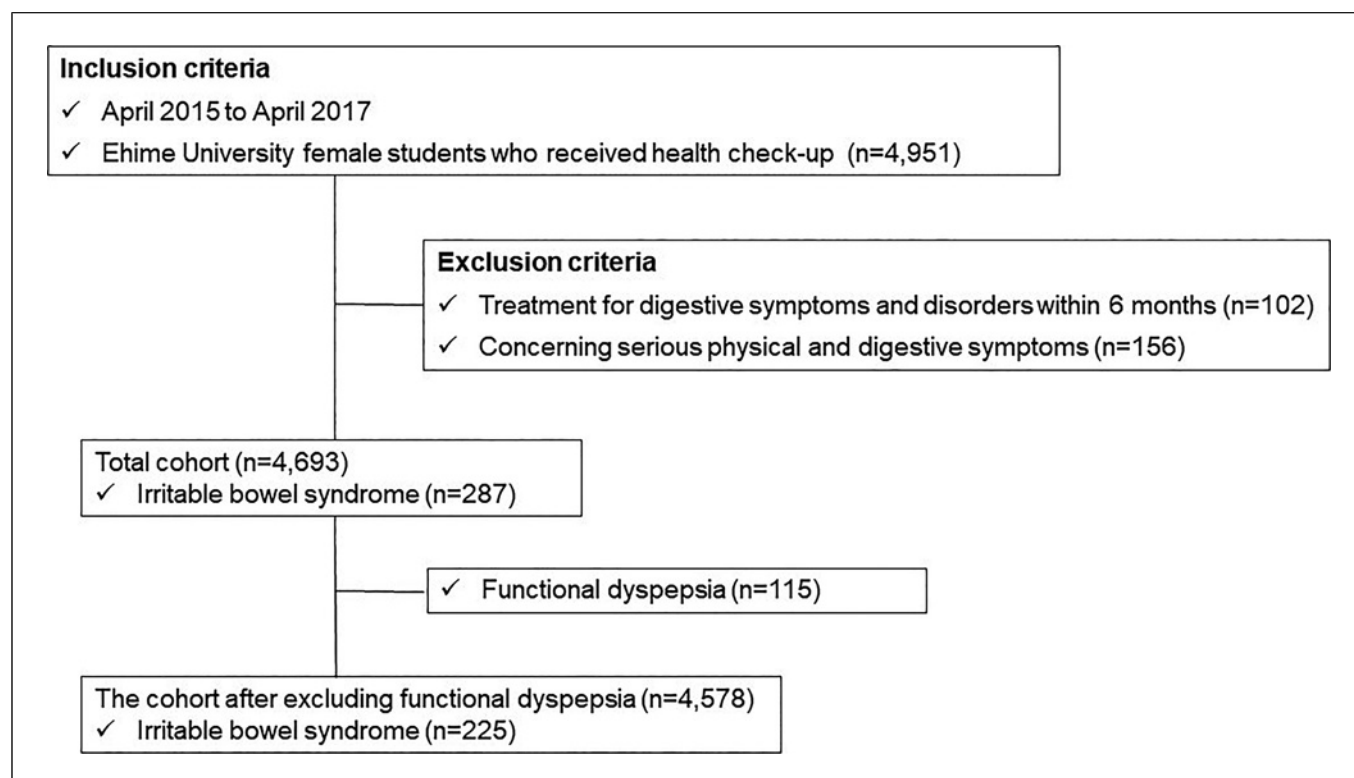 Inclusion criteria
✓ April 2015 to April 2017
✓ Ehime University female students who received health check-up (n=4,951)
Exclusion criteria
✓ Treatment for digestive symptoms and disorders within 6 months (n=102)
✓ Concerning serious physical and digestive symptoms (n=156)
Total cohort (n=4,693)
✓ Irritable bowel syndrome (n=287)
✓ Functional dyspepsia (n=115)
The cohort after excluding functional dyspepsia (n=4,578)
✓ Irritable bowel syndrome (n=225)